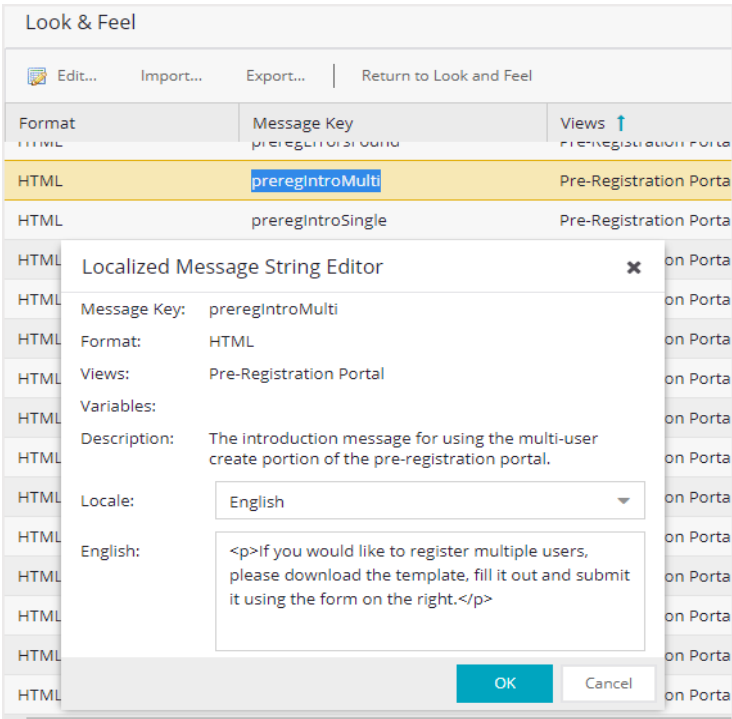 Look & Feel
Edit... Import... Export... Return to Look and Feel
Format Message Key Views
HTML preregErrorsFound Pre-Registration Porta
HTML preregIntroMulti Pre-Registration Porta
HTML preregIntroSingle Pre-Registration Porta
HTML on Porta
HTML on Porta
HTML on Porta
HTML on Porta
HTML on Porta
HTML on Porta
HTML on Porta
HTML on Porta
HTML on Porta
HTML on Porta
HTML on Porta
HTML on Porta
Localized Message String Editor
Message Key: preregIntroMulti
Format: HTML
Views: Pre-Registration Portal
Variables:
Description: The introduction message for using the multi-user
create portion of the pre-registration portal.
Locale: English
English: <p>If you would like to register multiple users,
please download the template, fill it out and submit
it using the form on the right.</p>
OK Cancel